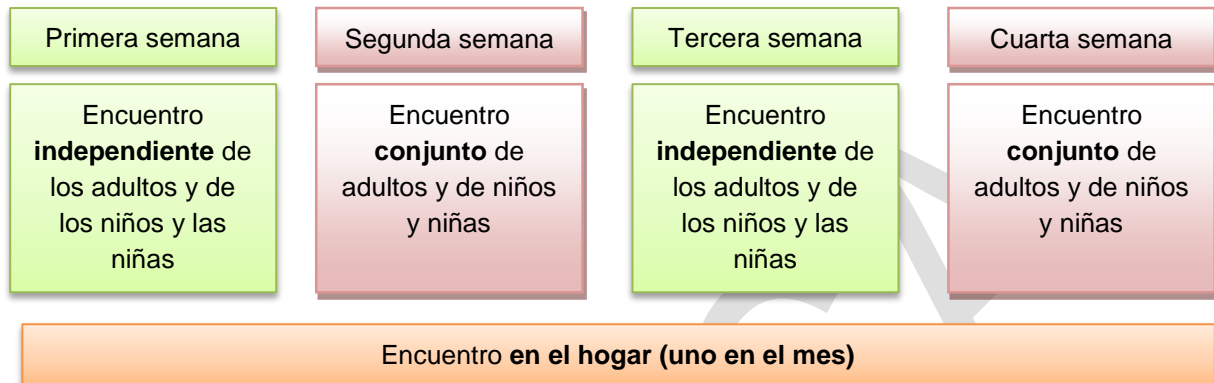 Primera semana
Segunda semana
Tercera semana
Cuarta semana
Encuentro
independiente de
los adultos y de
los niños y las
niñas
Encuentro
conjunto de
adultos y de niños
y niñas
Encuentro
independiente de
los adultos y de
los niños y las
niñas
Encuentro
conjunto de
adultos y de niños
y niñas
Encuentro en el hogar (uno en el mes)